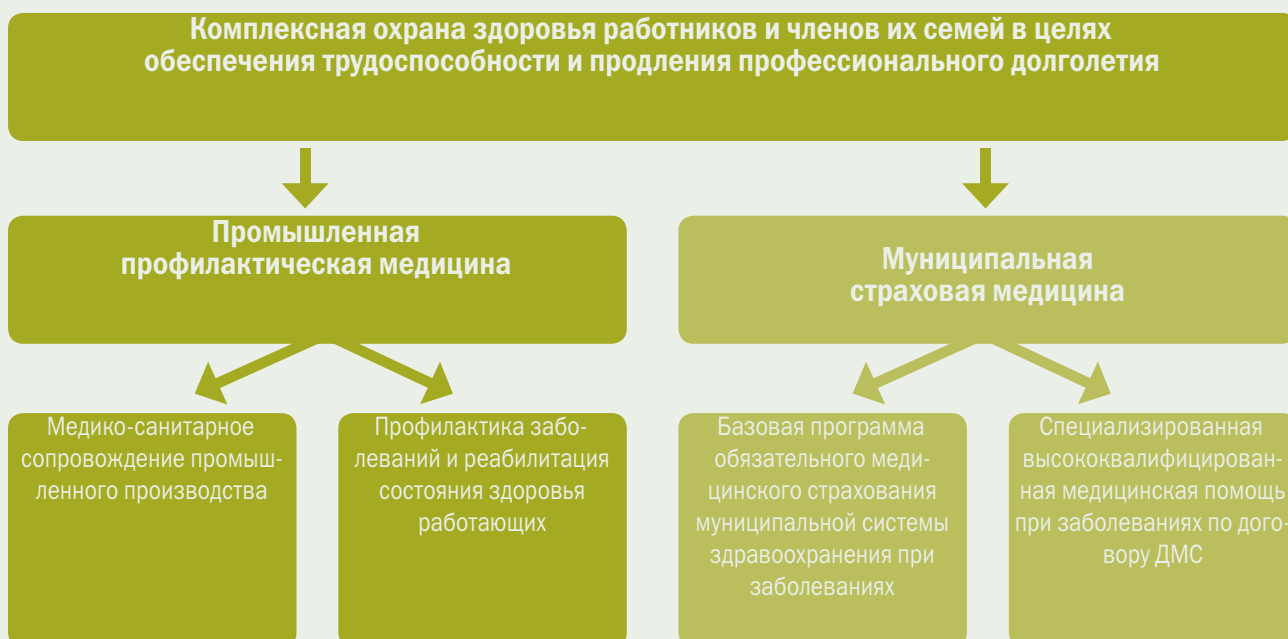 Комплексная охрана здоровья работников и членов их семей в целях
обеспечения трудоспособности и продления профессионального долголетия
Промышленная
профилактическая медицина
Муниципальная
страховая медицина
Медико-санитарное
сопровождение промыш-
ленного производства
Профилактика забо-
леваний и реабилитация
состояния здоровья
работающих
Базовая программа
обязательного меди-
цинского страхования
муниципальной системы
здравоохранения при
заболеваниях
Специализированная
высококвалифицирован-
ная медицинская помощь
при заболеваниях по дого-
вору ДМС